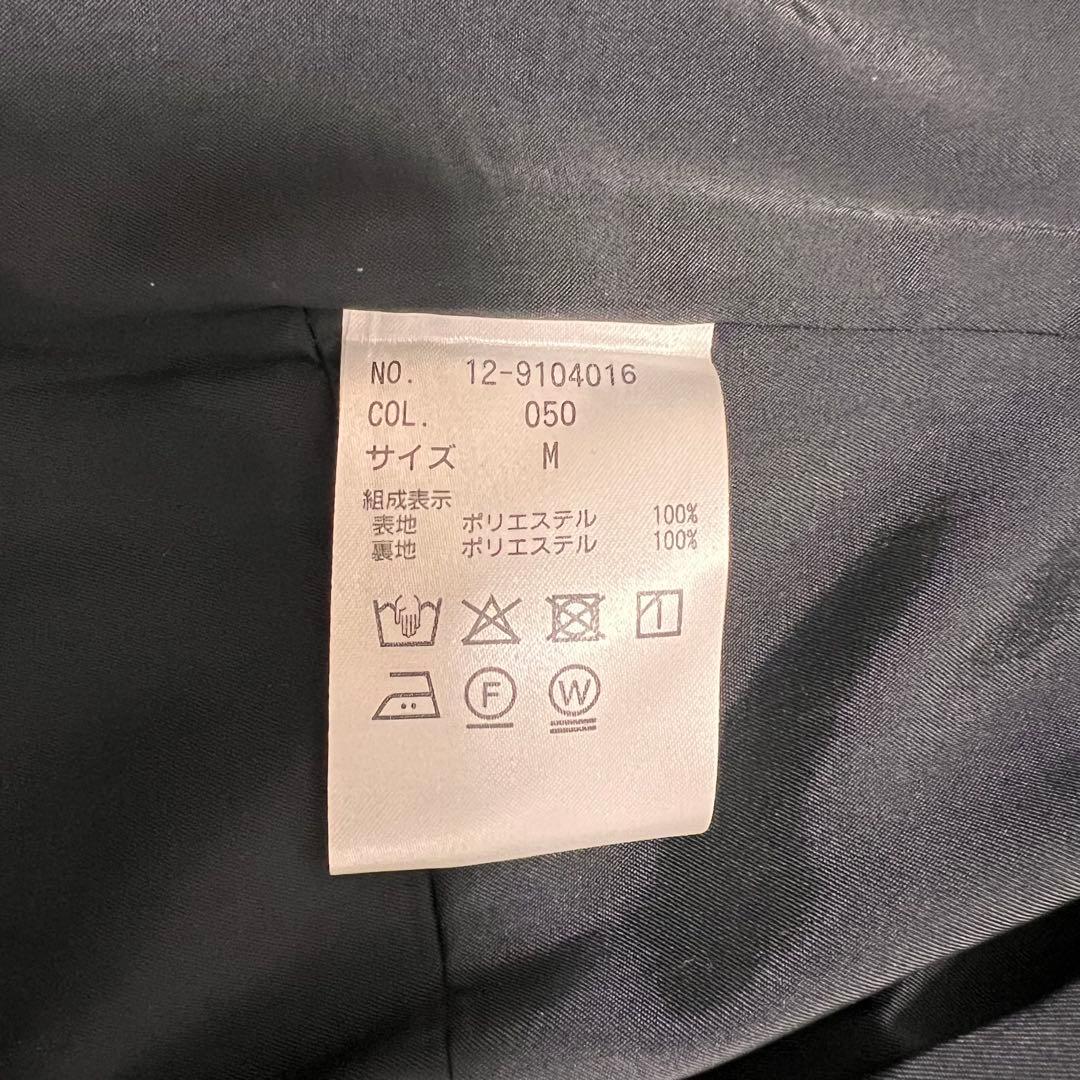 NO. 12-9104016
COL. 050
サイズ M
組成表示
表地 ポリエステル 100%
裏地 ポリエステル 100%
F W